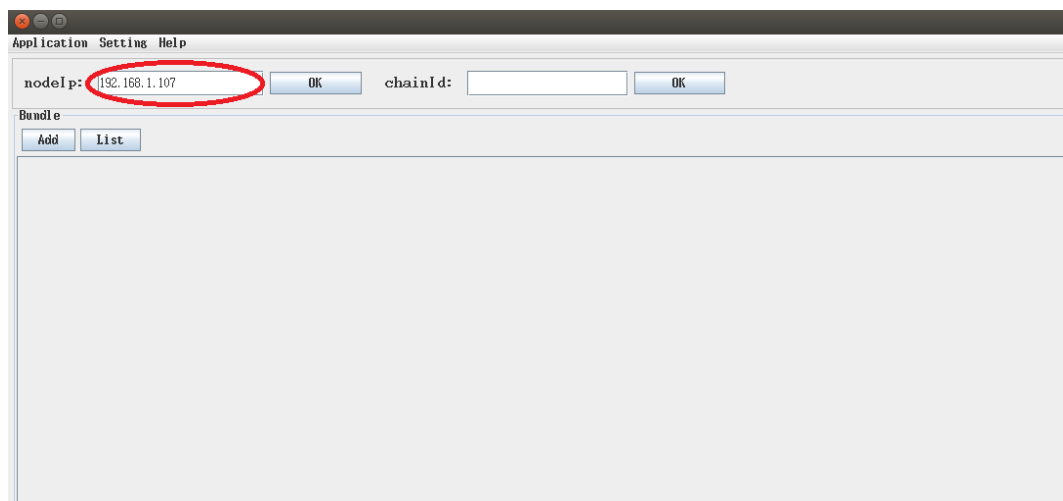 Application Setting Help
nodeIp: 192.168.1.107 OK chainId: OK
Bundle
Add List